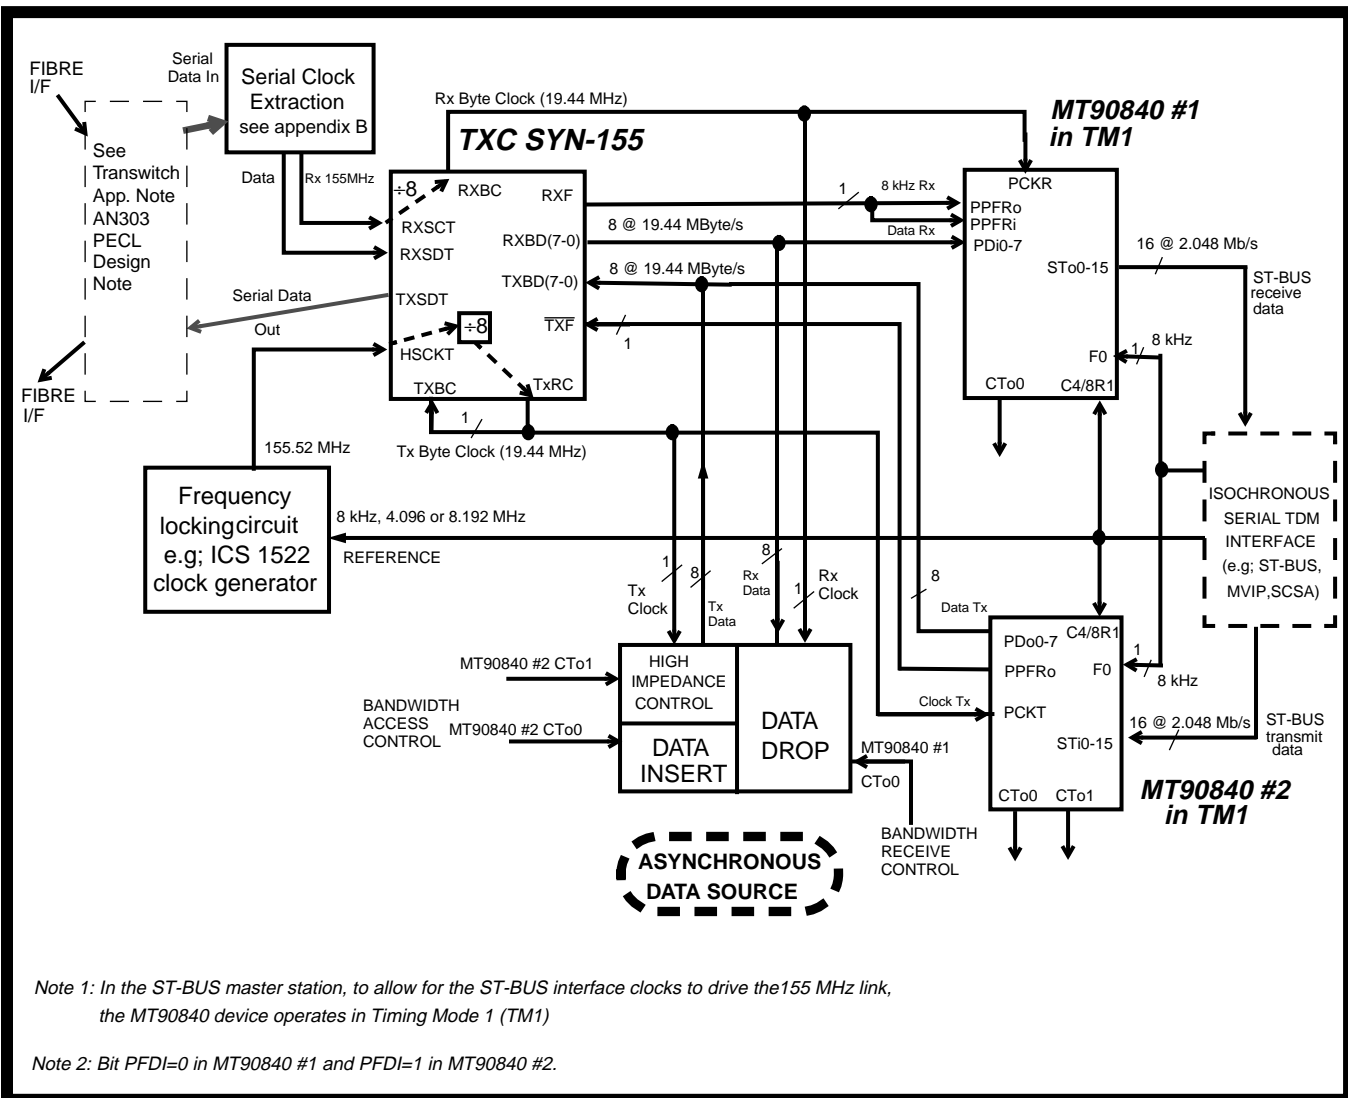 FIBRE
I/F
Serial
Data In
Serial Clock
Extraction
see appendix B
See
Transwitch
App. Note
AN303
PECL
Design
Note
Data
Rx 155MHz
Rx Byte Clock (19.44 MHz)
TXC SYN-155
MT90840 #1
in TM1
÷8
RXBC
RXF
RXSCT
RXBD(7-0)
RXSDT
TXBD(7-0)
TXSDT
TXF
÷8
HSCKT
TXBC
TxRC
1
8 kHz Rx
8 @ 19.44 MByte/s
Data Rx
8 @ 19.44 MByte/s
1
PCKR
PPFRo
PPFRi
PDi0-7
STo0-15
F0
CTo0
C4/8R1
16 @ 2.048 Mb/s
ST-BUS
receive
data
1
8 kHz
Serial Data
Out
FIBRE
I/F
155.52 MHz
1
Tx Byte Clock (19.44 MHz)
Frequency
lockingcircuit
e.g; ICS 1522
clock generator
8 kHz, 4.096 or 8.192 MHz
REFERENCE
ISOCHRONOUS
SERIAL TDM
INTERFACE
(e.g; ST-BUS,
MVIP,SCSA)
1
Tx
Clock
8
Tx
Data
8
Rx
Data
1
Rx
Clock
8
Data Tx
Clock Tx
PDo0-7
C4/8R1
PPFRo
F0
PCKT
STi0-15
CTo0
CTo1
1
8 kHz
16 @ 2.048 Mb/s
ST-BUS
transmit
data
MT90840 #2
in TM1
MT90840 #2 CTo1
BANDWIDTH
ACCESS
CONTROL
MT90840 #2 CTo0
HIGH
IMPEDANCE
CONTROL
DATA
INSERT
DATA
DROP
MT90840 #1
CTo0
BANDWIDTH
RECEIVE
CONTROL
ASYNCHRONOUS
DATA SOURCE
Note 1: In the ST-BUS master station, to allow for the ST-BUS interface clocks to drive the155 MHz link,
the MT90840 device operates in Timing Mode 1 (TM1)
Note 2: Bit PFDI=0 in MT90840 #1 and PFDI=1 in MT90840 #2.